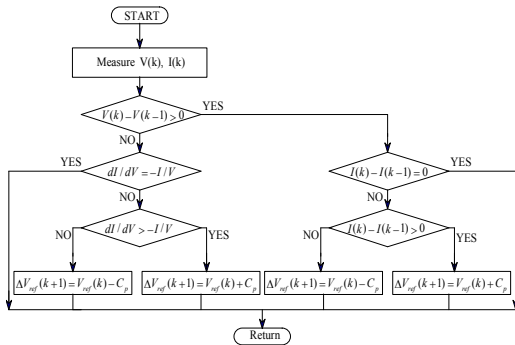 START
Measure V(k), I(k)
V(k)−V(k−1)>0
YES
NO
YES
dI/dV=−I/V
I(k)−I(k−1)=0
YES
NO
NO
NO
dI/dV>−I/V
YES
NO
I(k)−I(k−1)>0
YES
ΔV_ref(k+1)=V_ref(k)−C_p
ΔV_ref(k+1)=V_ref(k)+C_p
ΔV_ref(k+1)=V_ref(k)−C_p
ΔV_ref(k+1)=V_ref(k)+C_p
Return